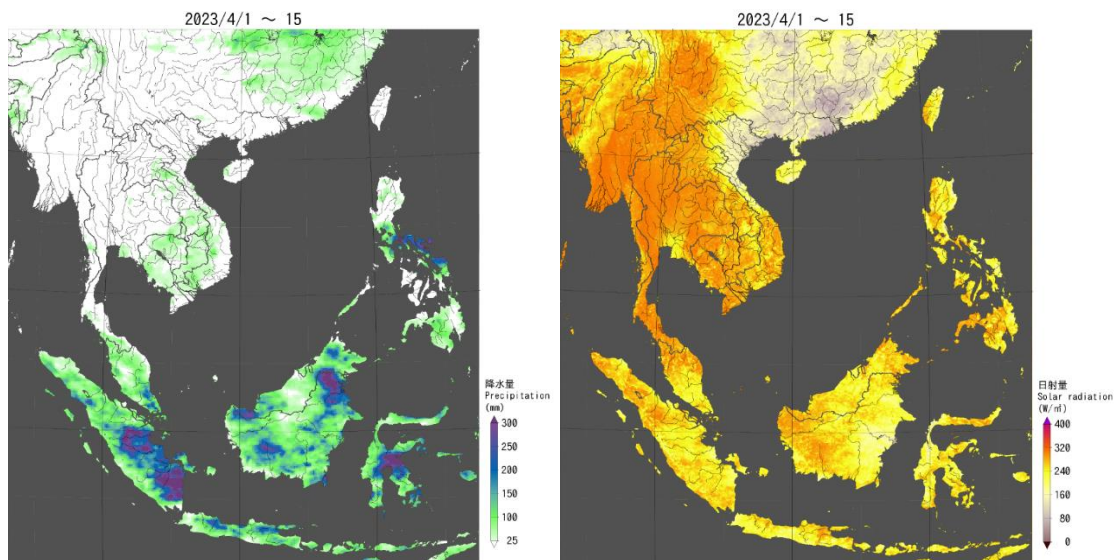 2023/4/1 ～ 15
降水量
Precipitation
(mm)
300
250
200
150
100
25
2023/4/1 ～ 15
日射量
Solar radiation
(W/㎡)
400
320
240
160
80
0